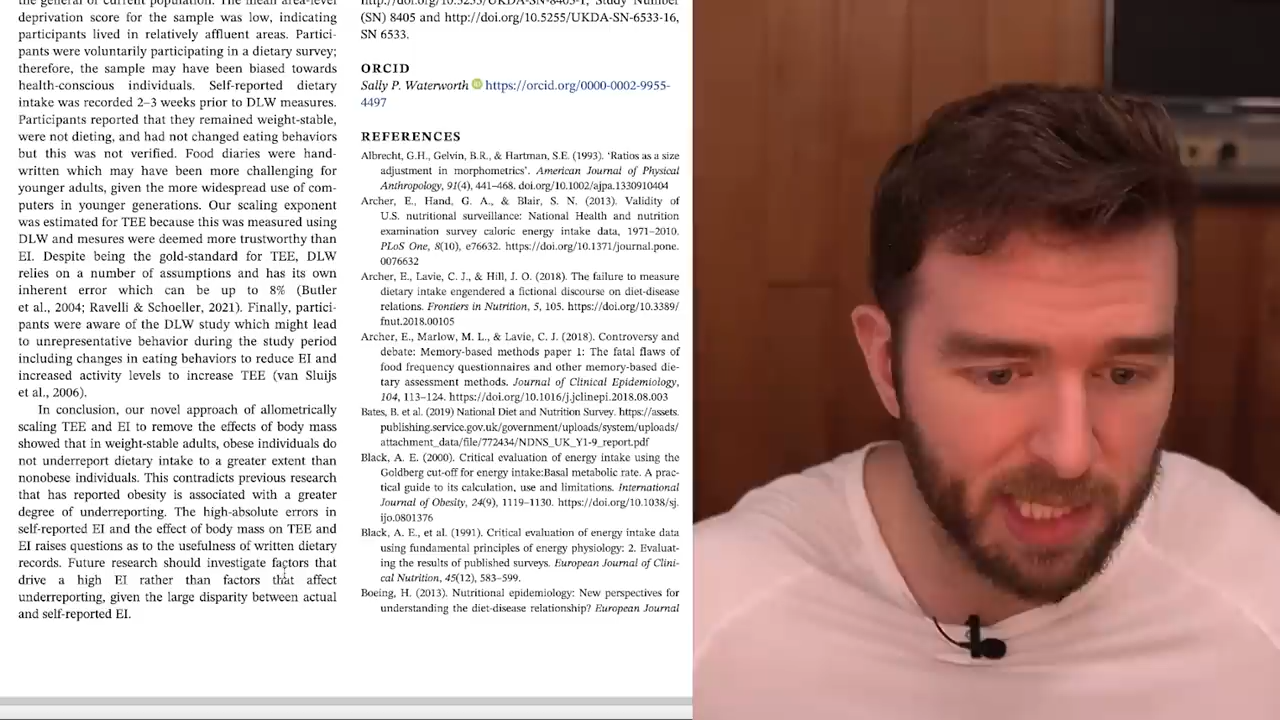 the general of current population. The mean area-level
deprivation score for the sample was low, indicating
participants lived in relatively affluent areas. Partici-
pants were voluntarily participating in a dietary survey;
therefore, the sample may have been biased towards
health-conscious individuals. Self-reported dietary
intake was recorded 2–3 weeks prior to DLW measures.
Participants reported that they remained weight-stable,
were not dieting, and had not changed eating behaviors
but this was not verified. Food diaries were hand-
written which may have been more challenging for
younger adults, given the more widespread use of com-
puters in younger generations. Our scaling exponent
was estimated for TEE because this was measured using
DLW and mesures were deemed more trustworthy than
EI. Despite being the gold-standard for TEE, DLW
relies on a number of assumptions and has its own
inherent error which can be up to 8% (Butler
et al., 2004; Ravelli & Schoeller, 2021). Finally, partici-
pants were aware of the DLW study which might lead
to unrepresentative behavior during the study period
including changes in eating behaviors to reduce EI and
increased activity levels to increase TEE (van Sluijs
et al., 2006).
In conclusion, our novel approach of allometrically
scaling TEE and EI to remove the effects of body mass
showed that in weight-stable adults, obese individuals do
not underreport dietary intake to a greater extent than
nonobese individuals. This contradicts previous research
that has reported obesity is associated with a greater
degree of underreporting. The high-absolute errors in
self-reported EI and the effect of body mass on TEE and
EI raises questions as to the usefulness of written dietary
records. Future research should investigate factors that
drive a high EI rather than factors that affect
underreporting, given the large disparity between actual
and self-reported EI.
http://doi.org/10.5255/UKDA-SN-8405-1, Study Number
(SN) 8405 and http://doi.org/10.5255/UKDA-SN-6533-16,
SN 6533.
ORCID
Sally P. Waterworth https://orcid.org/0000-0002-9955-
4497
REFERENCES
Albrecht, G.H., Gelvin, B.R., & Hartman, S.E. (1993). 'Ratios as a size
adjustment in morphometrics'. American Journal of Physical
Anthropology, 91(4), 441–468. doi.org/10.1002/ajpa.1330910404
Archer, E., Hand, G. A., & Blair, S. N. (2013). Validity of
U.S. nutritional surveillance: National Health and nutrition
examination survey caloric energy intake data, 1971–2010.
PLoS One, 8(10), e76632. https://doi.org/10.1371/journal.pone.
0076632
Archer, E., Lavie, C. J., & Hill, J. O. (2018). The failure to measure
dietary intake engendered a fictional discourse on diet-disease
relations. Frontiers in Nutrition, 5, 105. https://doi.org/10.3389/
fnut.2018.00105
Archer, E., Marlow, M. L., & Lavie, C. J. (2018). Controversy and
debate: Memory-based methods paper 1: The fatal flaws of
food frequency questionnaires and other memory-based die-
tary assessment methods. Journal of Clinical Epidemiology,
104, 113–124. https://doi.org/10.1016/j.jclinepi.2018.08.003
Bates, B. et al. (2019) National Diet and Nutrition Survey. https://assets.
publishing.service.gov.uk/government/uploads/system/uploads/
attachment_data/file/772434/NDNS_UK_Y1-9_report.pdf
Black, A. E. (2000). Critical evaluation of energy intake using the
Goldberg cut-off for energy intake:Basal metabolic rate. A prac-
tical guide to its calculation, use and limitations. International
Journal of Obesity, 24(9), 1119–1130. https://doi.org/10.1038/sj.
ijo.0801376
Black, A. E., et al. (1991). Critical evaluation of energy intake data
using fundamental principles of energy physiology: 2. Evaluat-
ing the results of published surveys. European Journal of Clini-
cal Nutrition, 45(12), 583–599.
Boeing, H. (2013). Nutritional epidemiology: New perspectives for
understanding the diet-disease relationship? European Journal